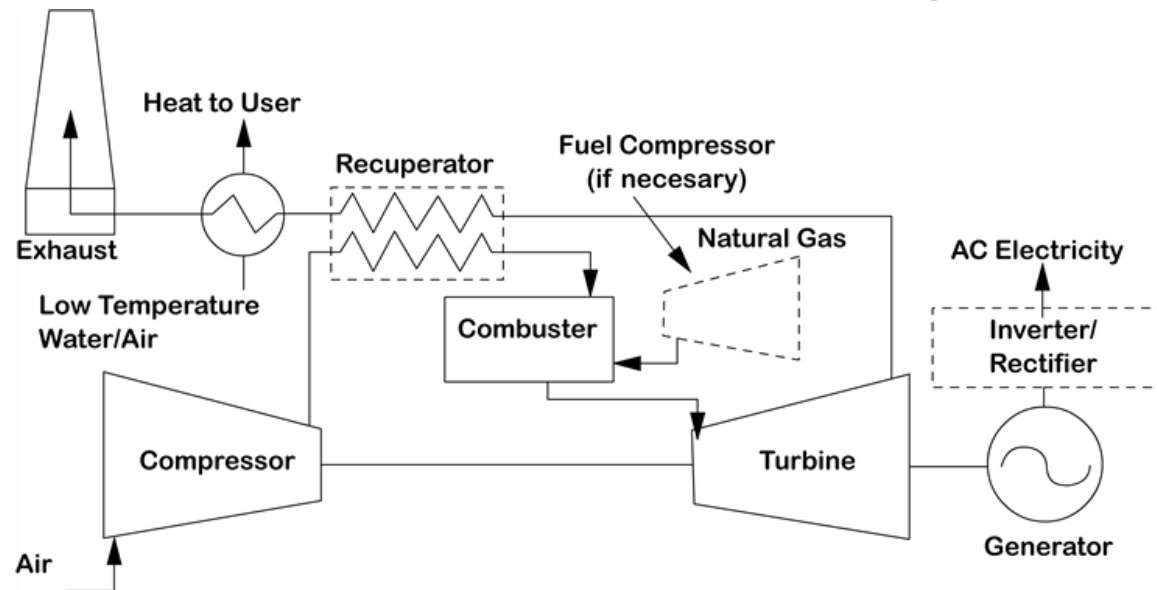 Heat to User
Recuperator
Fuel Compressor
(if necesary)
Exhaust
Natural Gas
AC Electricity
Low Temperature
Water/Air
Combuster
Inverter/
Rectifier
Compressor
Turbine
Generator
Air